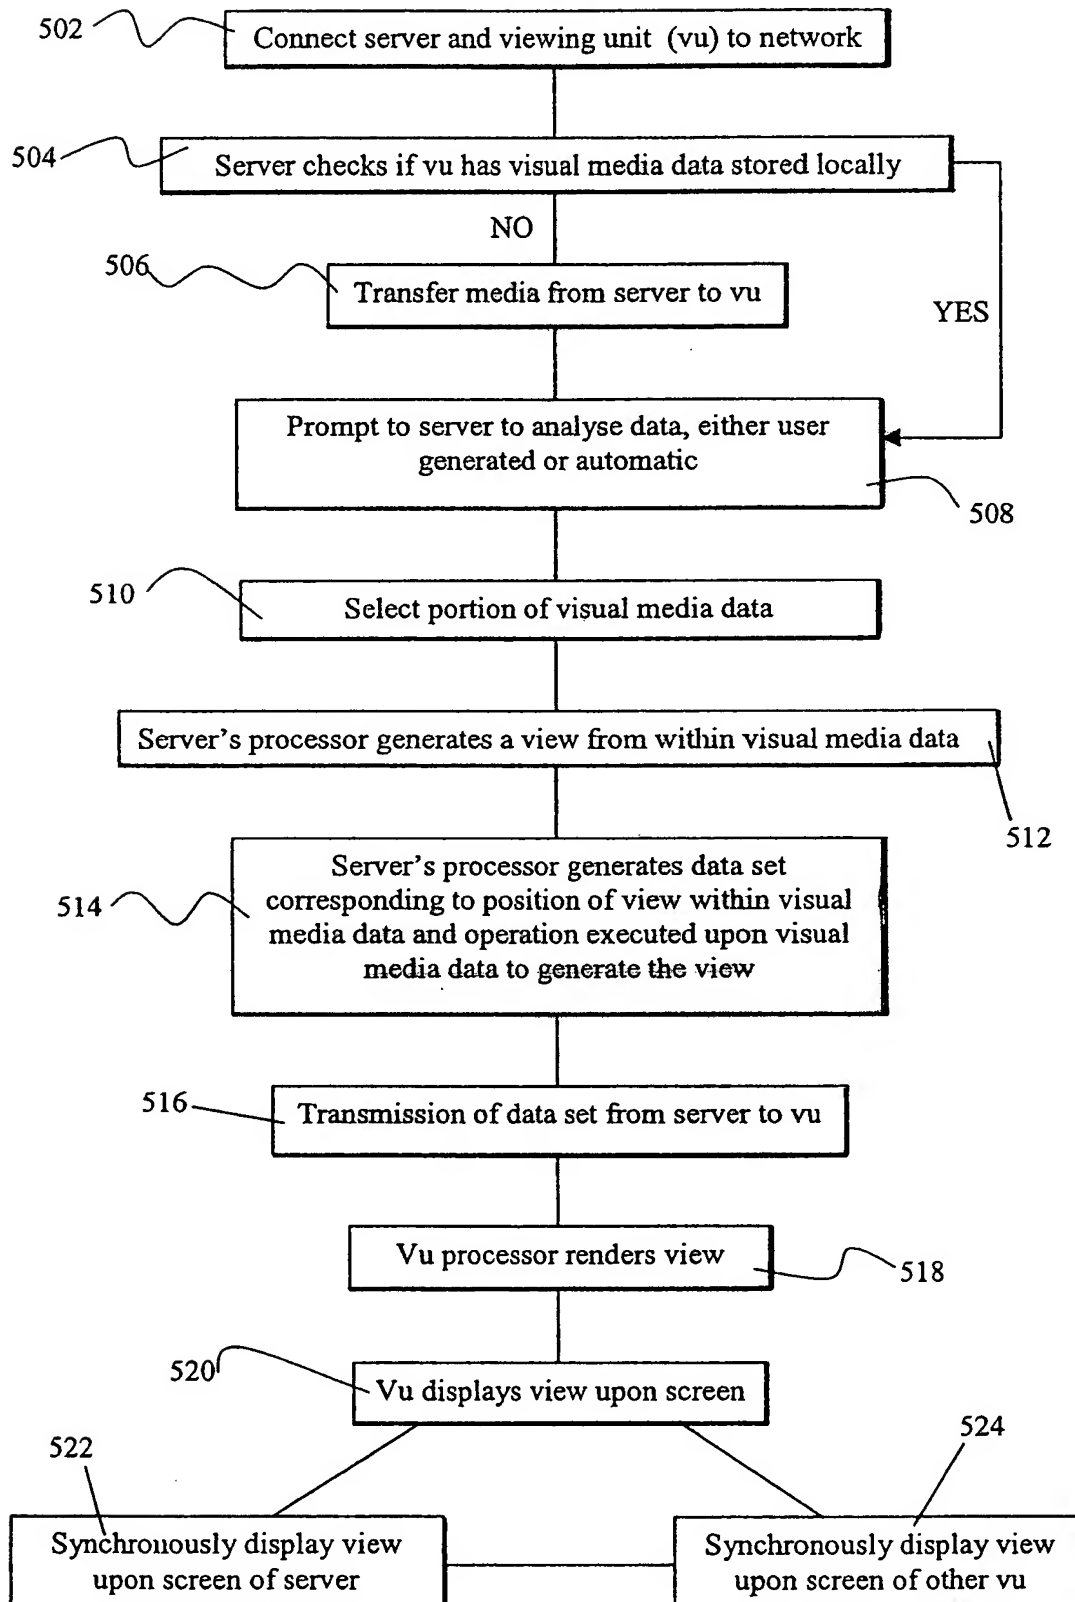 502
Connect server and viewing unit (vu) to network
504
Server checks if vu has visual media data stored locally
NO
506
Transfer media from server to vu
YES
Prompt to server to analyse data, either user
generated or automatic
508
510
Select portion of visual media data
Server's processor generates a view from within visual media data
512
514
Server's processor generates data set
corresponding to position of view within visual
media data and operation executed upon visual
media data to generate the view
516
Transmission of data set from server to vu
Vu processor renders view
518
520
Vu displays view upon screen
522
524
Synchronously display view
upon screen of server
Synchronously display view
upon screen of other vu